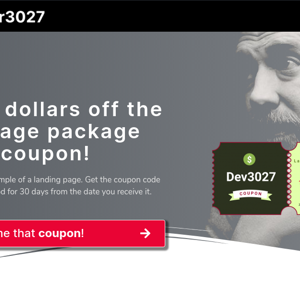 r3027
dollars off the
age package
coupon!
mple of a landing page. Get the coupon code
d for 30 days from the date you receive it.
me that coupon!
$
Dev3027
COUPON